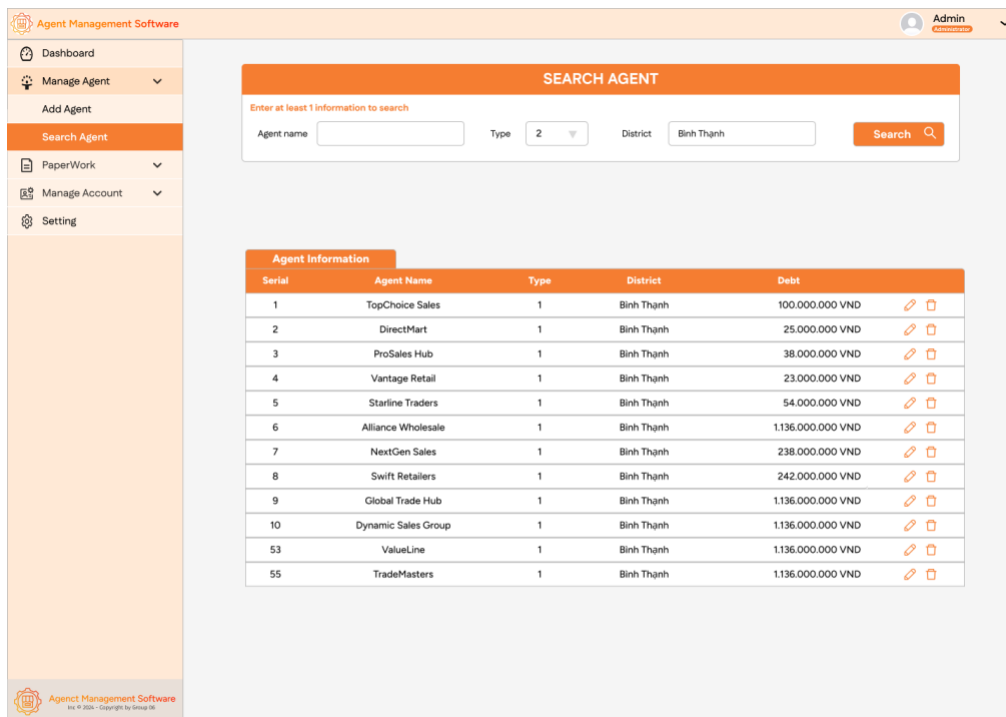 Agent Management Software
Admin
Administrator
Dashboard
Manage Agent
Add Agent
Search Agent
PaperWork
Manage Account
Setting
SEARCH AGENT
Enter at least 1 information to search
Agent name Type 2 District Bình Thạnh Search
Agent Information
Serial Agent Name Type District Debt
1 TopChoice Sales 1 Bình Thạnh 100.000.000 VND
2 DirectMart 1 Bình Thạnh 25.000.000 VND
3 ProSales Hub 1 Bình Thạnh 38.000.000 VND
4 Vantage Retail 1 Bình Thạnh 23.000.000 VND
5 Starline Traders 1 Bình Thạnh 54.000.000 VND
6 Alliance Wholesale 1 Bình Thạnh 1.136.000.000 VND
7 NextGen Sales 1 Bình Thạnh 238.000.000 VND
8 Swift Retailers 1 Bình Thạnh 242.000.000 VND
9 Global Trade Hub 1 Bình Thạnh 1.136.000.000 VND
10 Dynamic Sales Group 1 Bình Thạnh 1.136.000.000 VND
53 ValueLine 1 Bình Thạnh 1.136.000.000 VND
55 TradeMasters 1 Bình Thạnh 1.136.000.000 VND
Agenct Management Software
Inc © 2024 - Copyright by Group 06